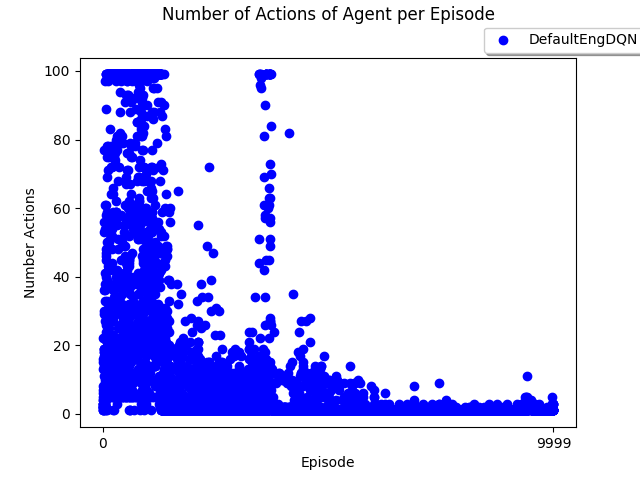 Number of Actions of Agent per Episode
DefaultEngDQN
100
80
60
40
20
0
Number Actions
0
9999
Episode